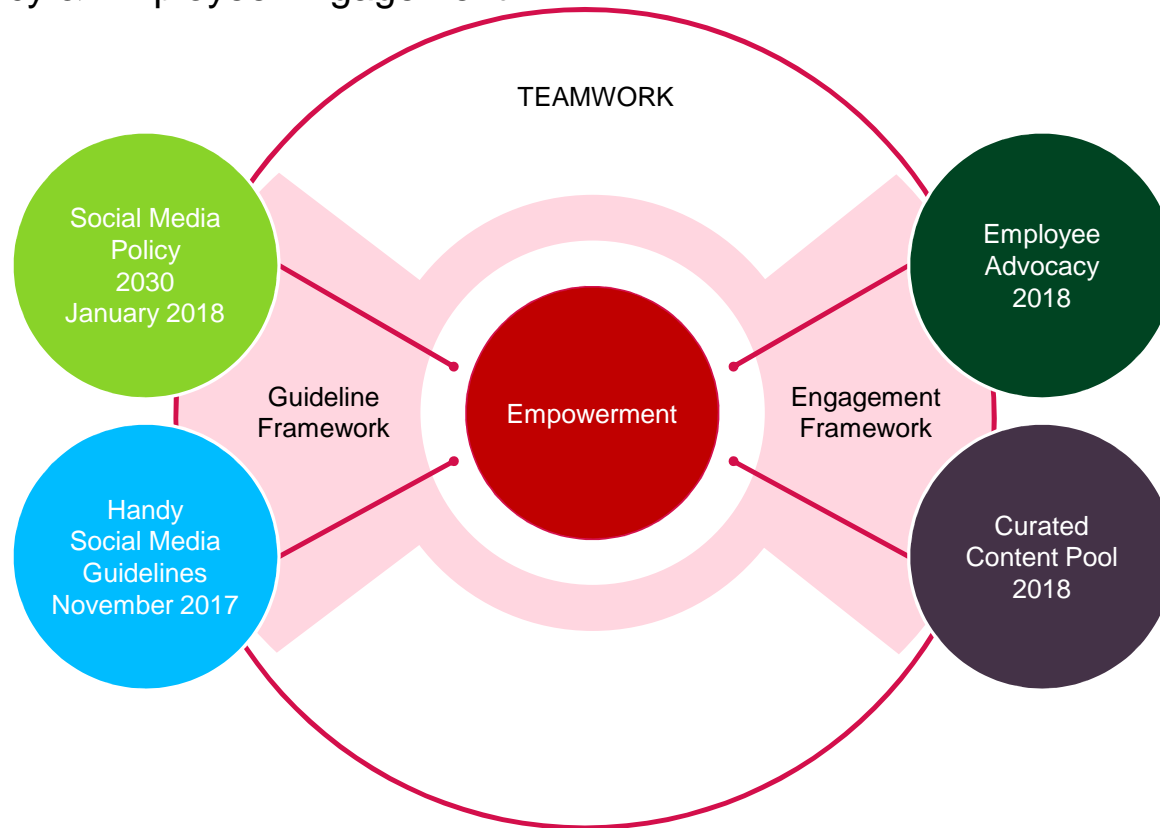 TEAMWORK
Social Media
Policy
2030
January 2018
Employee
Advocacy
2018
Guideline
Framework
Empowerment
Engagement
Framework
Handy
Social Media
Guidelines
November 2017
Curated
Content Pool
2018